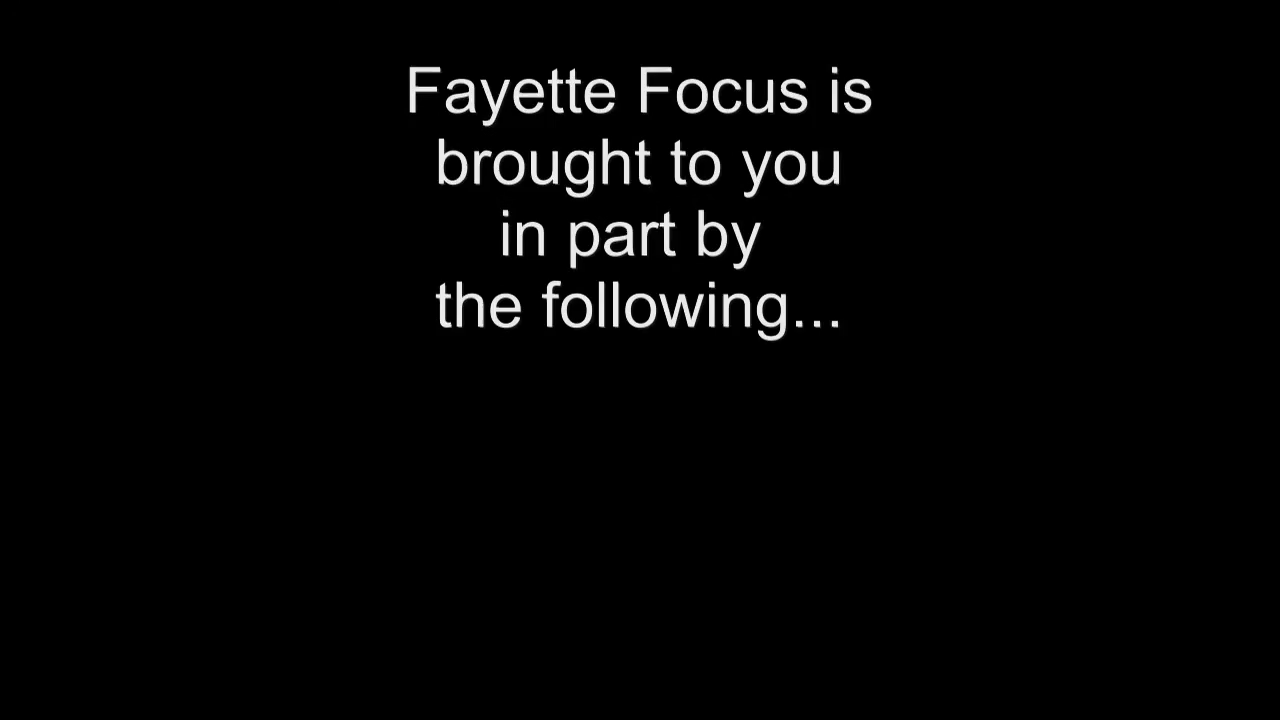 Fayette Focus is
brought to you
in part by
the following...